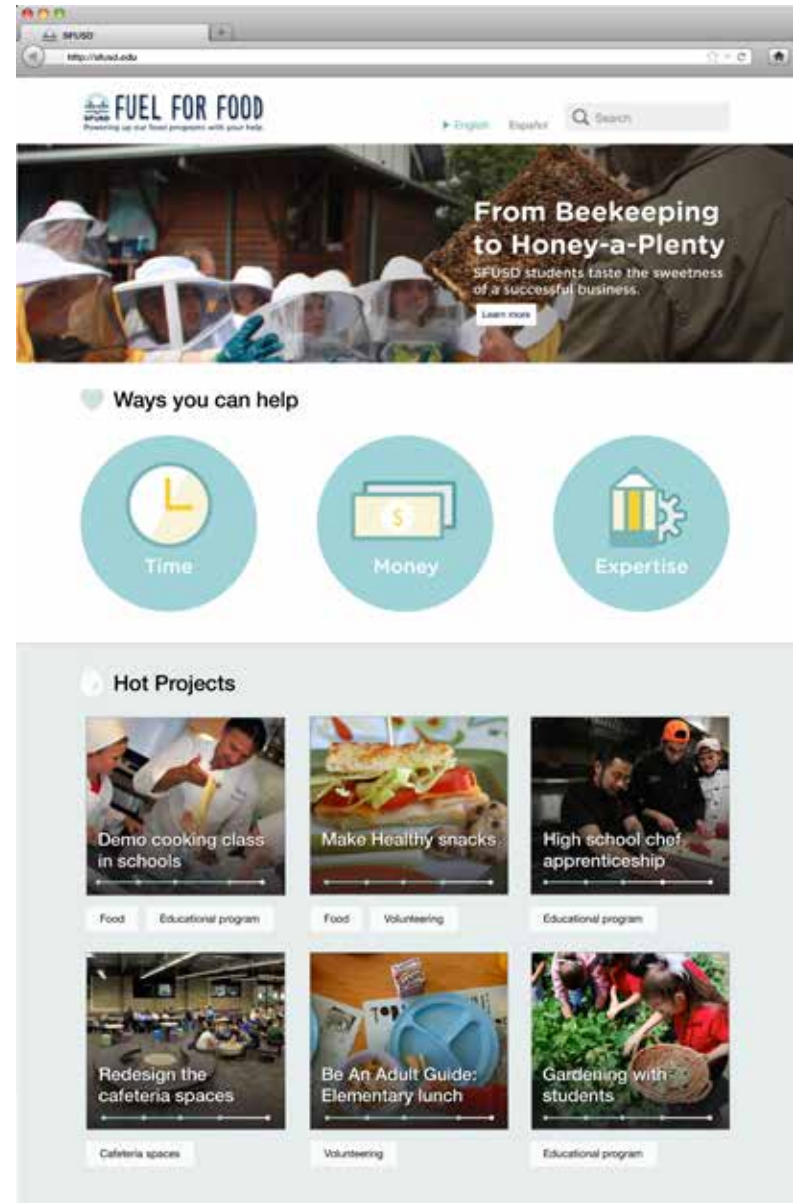 SFUSD
http://sfusd.edu
SFUSD FUEL FOR FOOD
Powering up our food programs with your help.
English Español Search
From Beekeeping
to Honey-a-Plenty
SFUSD students taste the sweetness
of a successful business.
Learn more
Ways you can help
Time Money Expertise
$
Hot Projects
Demo cooking class
in schools
Make Healthy snacks
High school chef
apprenticeship
Food Educational program
Food Volunteering
Educational program
Redesign the
cafeteria spaces
Be An Adult Guide:
Elementary lunch
Gardening with
students
Cafeteria spaces
Volunteering
Educational program